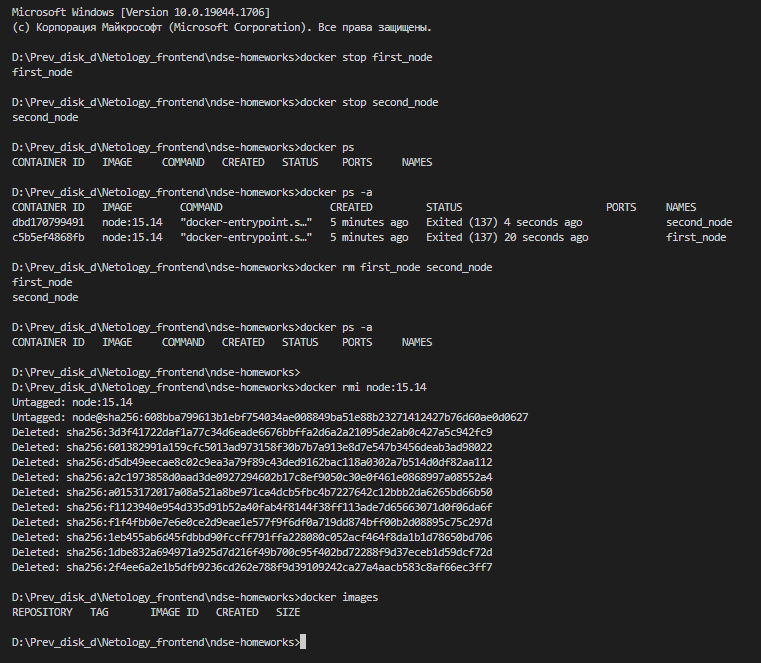 Microsoft Windows [Version 10.0.19044.1706]
(c) Корпорация Майкрософт (Microsoft Corporation). Все права защищены.
D:\Prev_disk_d\Netology_frontend\ndse-homeworks>docker stop first_node
first_node
D:\Prev_disk_d\Netology_frontend\ndse-homeworks>docker stop second_node
second_node
D:\Prev_disk_d\Netology_frontend\ndse-homeworks>docker ps
CONTAINER ID   IMAGE     COMMAND   CREATED   STATUS    PORTS     NAMES
D:\Prev_disk_d\Netology_frontend\ndse-homeworks>docker ps -a
CONTAINER ID   IMAGE        COMMAND                  CREATED         STATUS                        PORTS     NAMES
dbd170799491   node:15.14   "docker-entrypoint.s…"   5 minutes ago   Exited (137) 4 seconds ago              second_node
c5b5ef4868fb   node:15.14   "docker-entrypoint.s…"   5 minutes ago   Exited (137) 20 seconds ago             first_node
D:\Prev_disk_d\Netology_frontend\ndse-homeworks>docker rm first_node second_node
first_node
second_node
D:\Prev_disk_d\Netology_frontend\ndse-homeworks>docker ps -a
CONTAINER ID   IMAGE     COMMAND   CREATED   STATUS    PORTS     NAMES
D:\Prev_disk_d\Netology_frontend\ndse-homeworks>
D:\Prev_disk_d\Netology_frontend\ndse-homeworks>docker rmi node:15.14
Untagged: node:15.14
Untagged: node@sha256:608bba799613b1ebf754034ae008849ba51e88b23271412427b76d60ae0d0627
Deleted: sha256:3d3f41722daf1a77c34d6eade6676bbffa2d6a2a21095de2ab0c427a5c942fc9
Deleted: sha256:601382991a159cfc5013ad973158f30b7b7a913e8d7e547b3456deab3ad98022
Deleted: sha256:d5db49eecae8c02c9ea3a79f89c43ded9162bac118a0302a7b514d0df82aa112
Deleted: sha256:a2c1973858d0aad3de0927294602b17c8ef9050c30e0f461e0868997a08552a4
Deleted: sha256:a0153172017a08a521a8be971ca4dcb5fbc4b7227642c12bbb2da6265bd66b50
Deleted: sha256:f1123940e954d335d91b52a40fab4f8144f38ff113ade7d65663071d0f06da6f
Deleted: sha256:f1f4fbb0e7e6e0ce2d9eae1e577f9f6df0a719dd874bff00b2d08895c75c297d
Deleted: sha256:1eb455ab6d45fdbbd90fccff791ffa228080c052acf464f8da1b1d78650bd706
Deleted: sha256:1dbe832a694971a925d7d216f49b700c95f402bd72288f9d37eceb1d59dcf72d
Deleted: sha256:2f4ee6a2e1b5dfb9236cd262e788f9d39109242ca27a4aacb583c8af66ec3ff7
D:\Prev_disk_d\Netology_frontend\ndse-homeworks>docker images
REPOSITORY   TAG       IMAGE ID   CREATED   SIZE
D:\Prev_disk_d\Netology_frontend\ndse-homeworks>